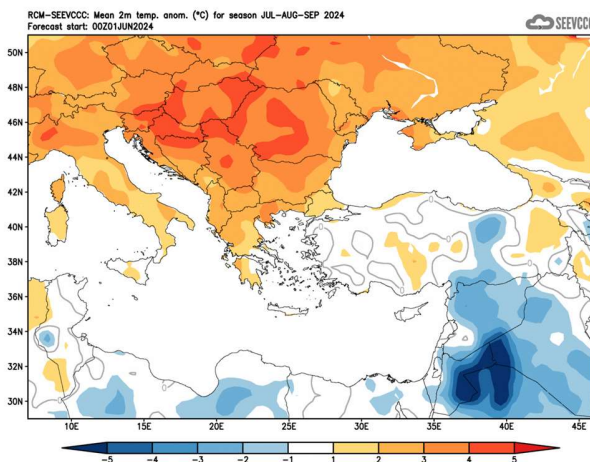 RCM-SEEVCCC: Mean 2m temp. anom. (°C) for season JUL-AUG-SEP 2024
Forecast start: 00Z01JUN2024
SEEVCCC
50N
48N
46N
44N
42N
40N
38N
36N
34N
32N
30N
10E 15E 20E 25E 30E 35E 40E 45E
-5 -4 -3 -2 -1 1 2 3 4 5